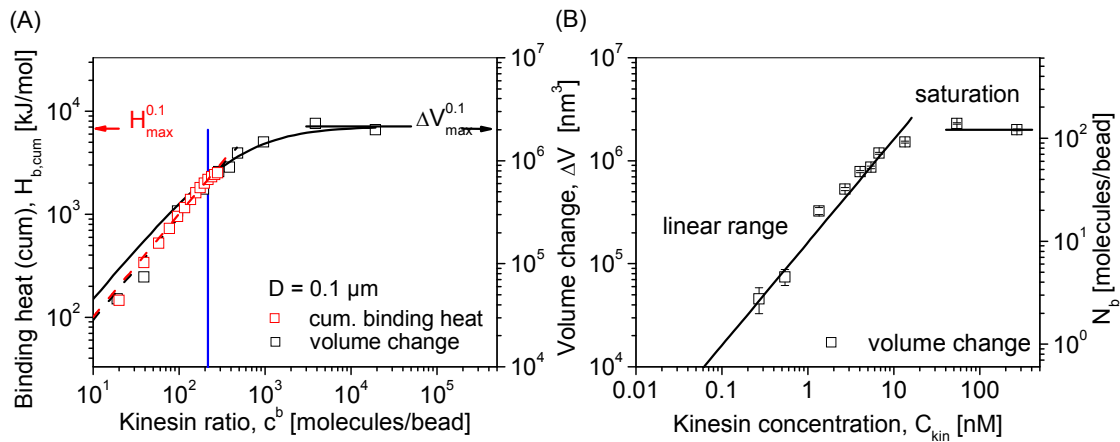 (A)
Binding heat (cum), H_b,cum [kJ/mol]
10^4
10^3
10^2
H_max^0.1
ΔV_max^0.1
D = 0.1 µm
cum. binding heat
volume change
10^7
10^6
10^5
10^4
10^1 10^2 10^3 10^4 10^5
Kinesin ratio, c^b [molecules/bead]
(B)
Volume change, ΔV [nm^3]
10^7
10^6
10^5
10^4
saturation
linear range
volume change
10^2
10^1
10^0
N_b [molecules/bead]
0.01 0.1 1 10 100
Kinesin concentration, C_kin [nM]